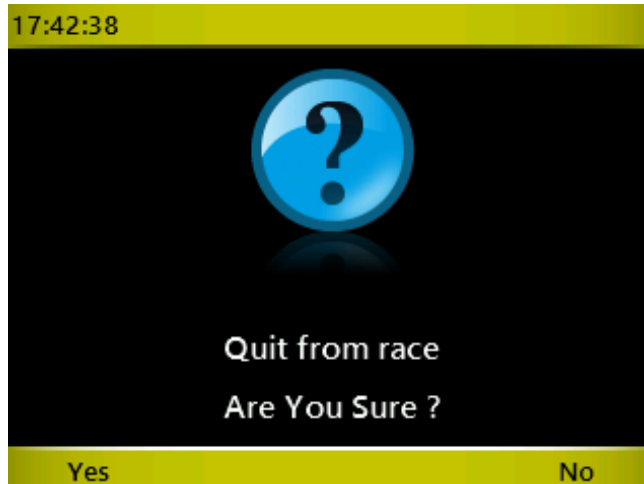 17:42:38
?
Quit from race
Are You Sure ?
Yes No